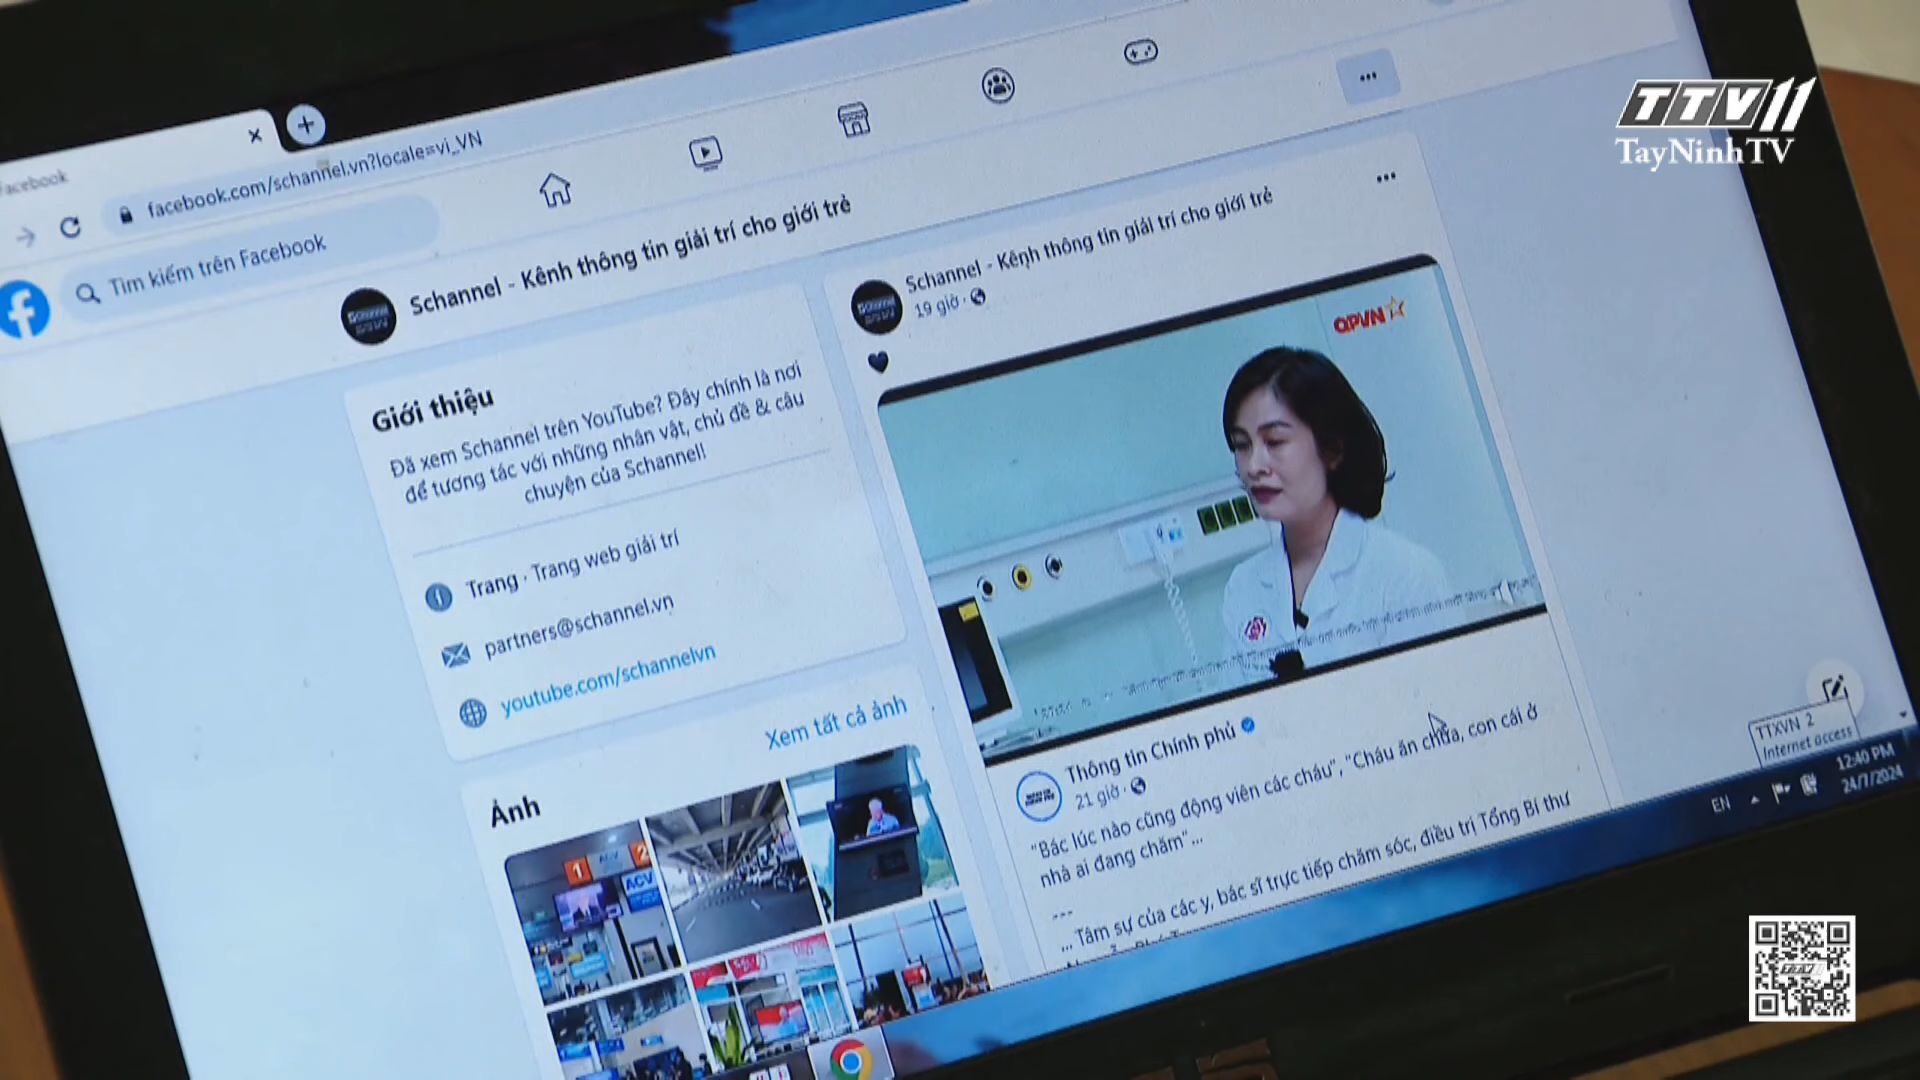 TTV11
TayNinhTV
Facebook
facebook.com/schannel.vn?locale=vi_VN
Tìm kiếm trên Facebook
Schannel - Kênh thông tin giải trí cho giới trẻ
Giới thiệu
Đã xem Schannel trên YouTube? Đây chính là nơi
để tương tác với những nhân vật, chủ đề & câu
chuyện của Schannel!
Trang · Trang web giải trí
partners@schannel.vn
youtube.com/schannelvn
Ảnh
Xem tất cả ảnh
1
2
ACV
Schannel - Kênh thông tin giải trí cho giới trẻ
19 giờ ·
QPVN
Thông tin Chính phủ
21 giờ ·
"Bác lúc nào cũng động viên các cháu", "Cháu ăn chưa, con cái ở
nhà ai đang chăm"...
---
... Tâm sự của các y, bác sĩ trực tiếp chăm sóc, điều trị Tổng Bí thư
TTXVN 2
Internet access
EN
12:40 PM
24/7/2024